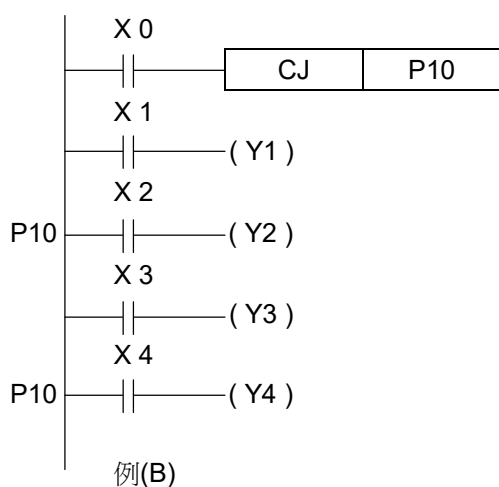 X 0
CJ P10
X 1
( Y1 )
X 2
P10 ( Y2 )
X 3
( Y3 )
X 4
P10 ( Y4 )
例(B)